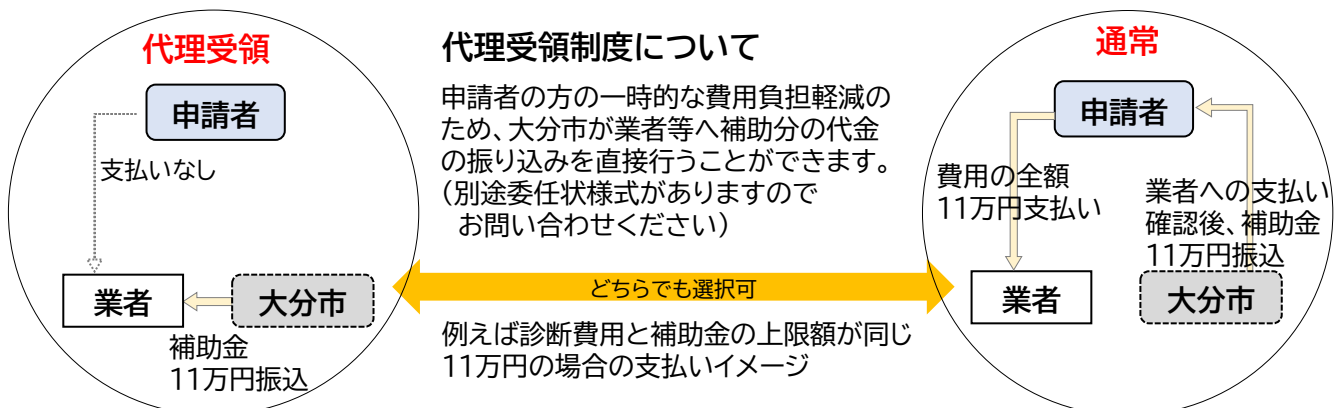 代理受領
申請者
支払いなし
業者
大分市
補助金
11万円振込
代理受領制度について
申請者の方の一時的な費用負担軽減の
ため、大分市が業者等へ補助分の代金
の振り込みを直接行うことができます。
（別途委任状様式がありますので
お問い合わせください）
どちらでも選択可
例えば診断費用と補助金の上限額が同じ
11万円の場合の支払いイメージ
通常
申請者
費用の全額
11万円支払い
業者への支払い
確認後、補助金
11万円振込
業者
大分市